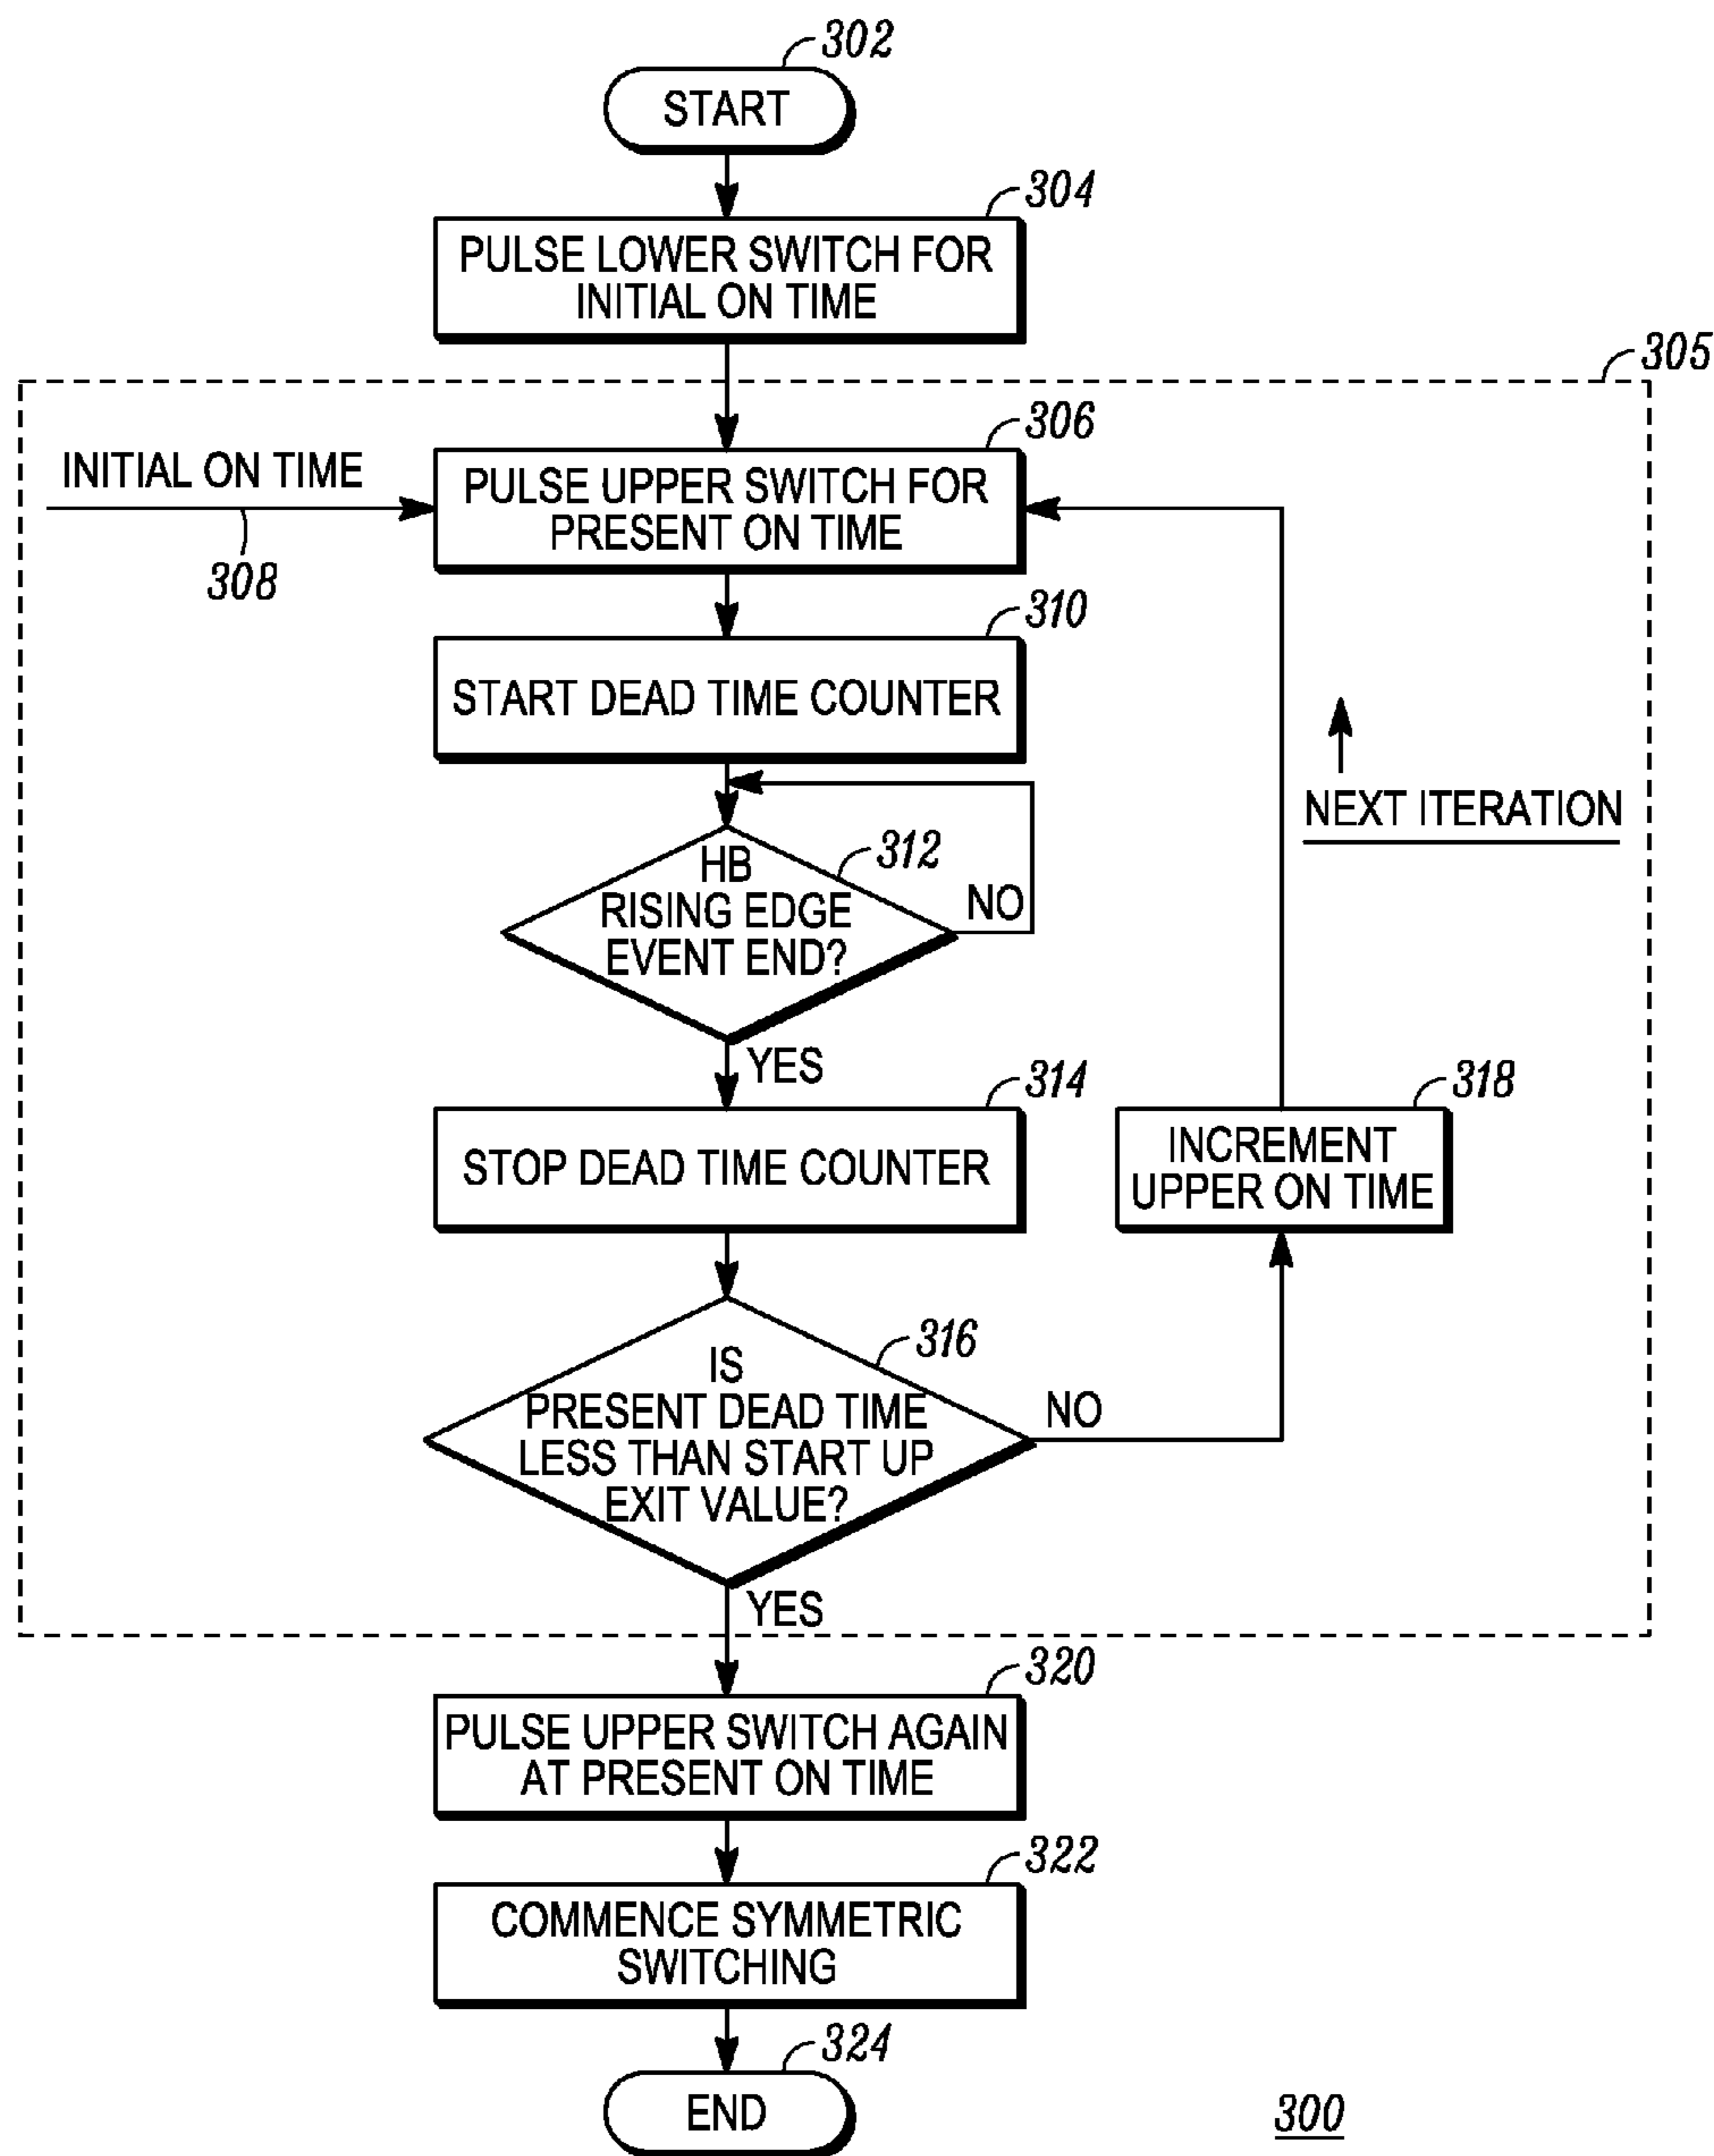 302
START
304
PULSE LOWER SWITCH FOR
INITIAL ON TIME
305
306
INITIAL ON TIME
PULSE UPPER SWITCH FOR
PRESENT ON TIME
308
310
START DEAD TIME COUNTER
NEXT ITERATION
312
HB
RISING EDGE
EVENT END?
NO
YES
314
STOP DEAD TIME COUNTER
318
INCREMENT
UPPER ON TIME
316
IS
PRESENT DEAD TIME
LESS THAN START UP
EXIT VALUE?
NO
YES
320
PULSE UPPER SWITCH AGAIN
AT PRESENT ON TIME
322
COMMENCE SYMMETRIC
SWITCHING
324
END
300